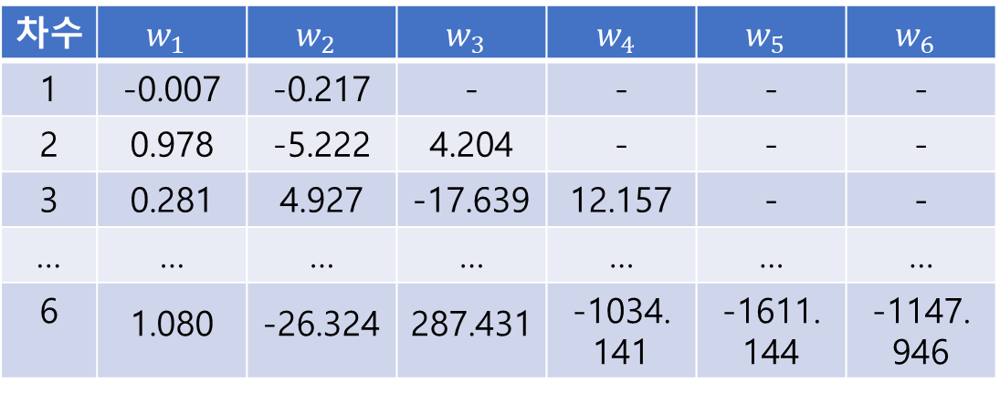 차수 w₁ w₂ w₃ w₄ w₅ w₆
1 -0.007 -0.217 - - - -
2 0.978 -5.222 4.204 - - -
3 0.281 4.927 -17.639 12.157 - -
... ... ... ... ... ... ...
6 1.080 -26.324 287.431 -1034. -1611. -1147.
141 144 946